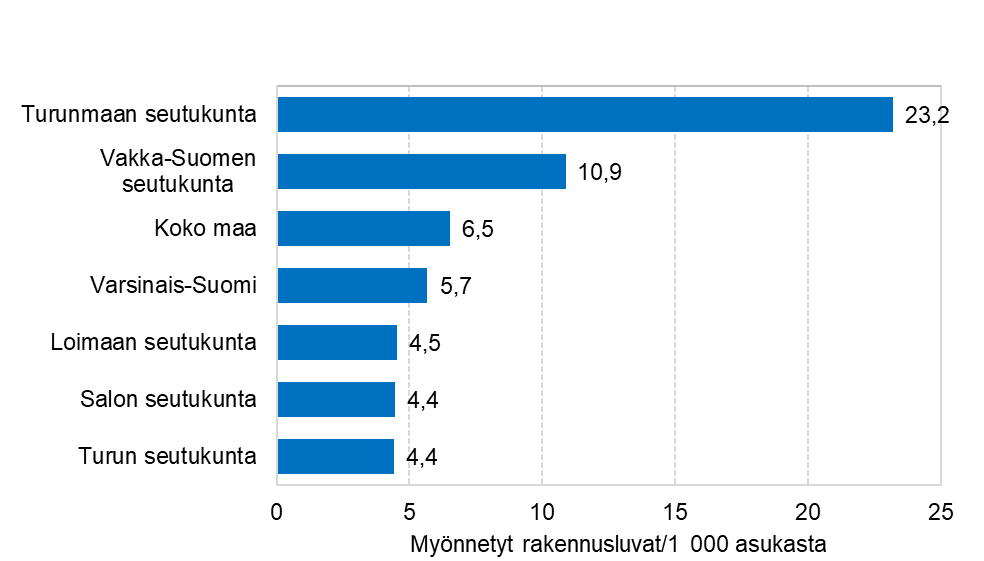 Turunmaan seutukunta
23,2
Vakka-Suomen
seutukunta
10,9
Koko maa
6,5
Varsinais-Suomi
5,7
Loimaan seutukunta
4,5
Salon seutukunta
4,4
Turun seutukunta
4,4
0 5 10 15 20 25
Myönnetyt rakennusluvat/1 000 asukasta